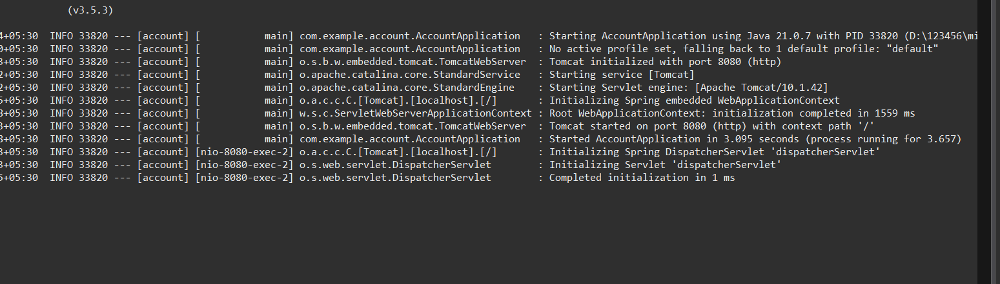 (v3.5.3)
+05:30  INFO 33820 --- [account] [           main] com.example.account.AccountApplication   : Starting AccountApplication using Java 21.0.7 with PID 33820 (D:\123456\mi
0+05:30  INFO 33820 --- [account] [           main] com.example.account.AccountApplication   : No active profile set, falling back to 1 default profile: "default"
3+05:30  INFO 33820 --- [account] [           main] o.s.b.w.embedded.tomcat.TomcatWebServer  : Tomcat initialized with port 8080 (http)
2+05:30  INFO 33820 --- [account] [           main] o.apache.catalina.core.StandardService   : Starting service [Tomcat]
2+05:30  INFO 33820 --- [account] [           main] o.apache.catalina.core.StandardEngine    : Starting Servlet engine: [Apache Tomcat/10.1.42]
5+05:30  INFO 33820 --- [account] [           main] o.a.c.c.C.[Tomcat].[localhost].[/]       : Initializing Spring embedded WebApplicationContext
3+05:30  INFO 33820 --- [account] [           main] w.s.c.ServletWebServerApplicationContext : Root WebApplicationContext: initialization completed in 1559 ms
3+05:30  INFO 33820 --- [account] [           main] o.s.b.w.embedded.tomcat.TomcatWebServer  : Tomcat started on port 8080 (http) with context path '/'
3+05:30  INFO 33820 --- [account] [           main] com.example.account.AccountApplication   : Started AccountApplication in 3.095 seconds (process running for 3.657)
3+05:30  INFO 33820 --- [account] [nio-8080-exec-2] o.a.c.c.C.[Tomcat].[localhost].[/]       : Initializing Spring DispatcherServlet 'dispatcherServlet'
3+05:30  INFO 33820 --- [account] [nio-8080-exec-2] o.s.web.servlet.DispatcherServlet        : Initializing Servlet 'dispatcherServlet'
5+05:30  INFO 33820 --- [account] [nio-8080-exec-2] o.s.web.servlet.DispatcherServlet        : Completed initialization in 1 ms